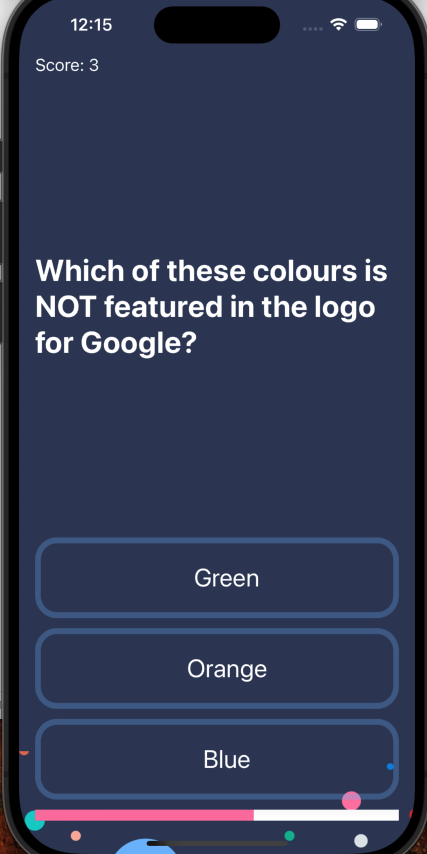 12:15
Score: 3
Which of these colours is
NOT featured in the logo
for Google?
Green
Orange
Blue